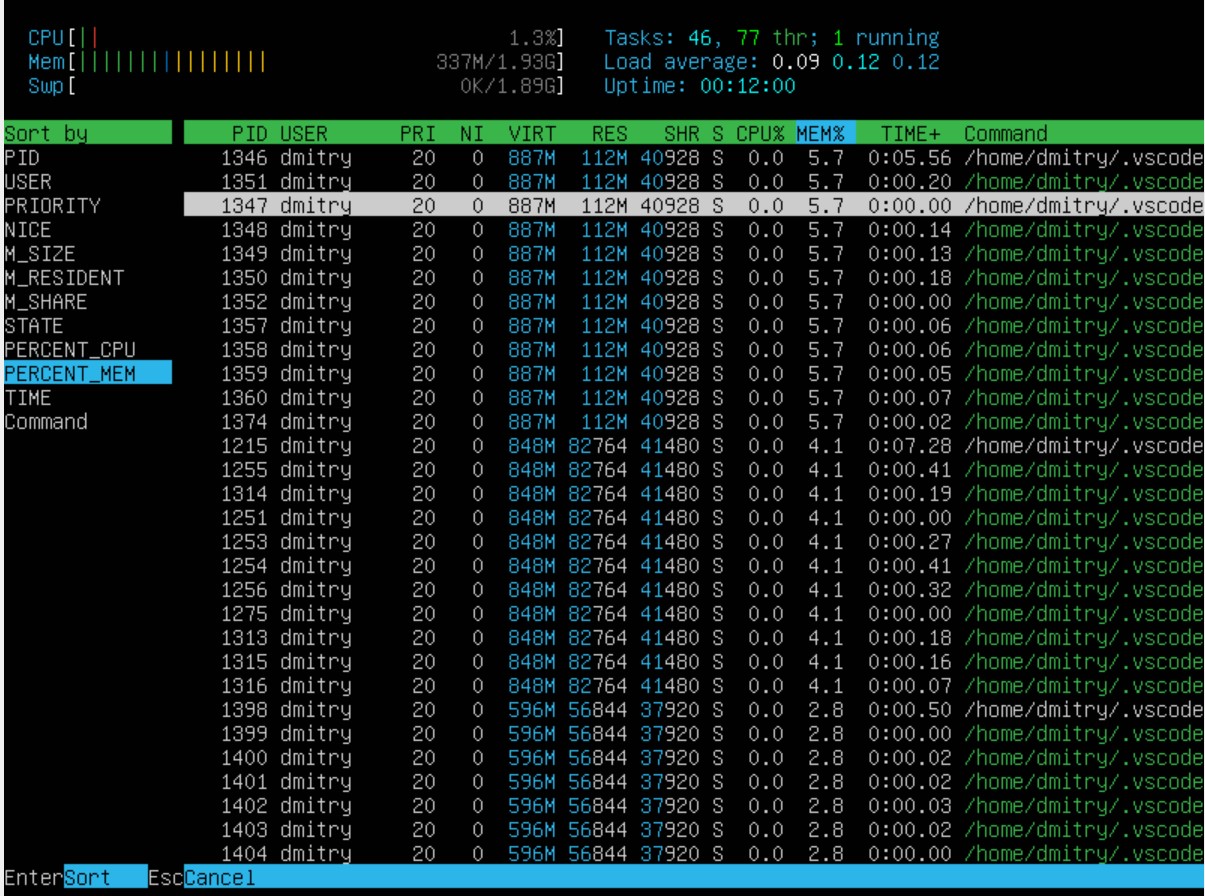 CPU[|| 1.3%] Tasks: 46, 77 thr; 1 running
Mem[|||||||||||||||| 337M/1.93G] Load average: 0.09 0.12 0.12
Swp[ 0K/1.89G] Uptime: 00:12:00
Sort by PID USER PRI NI VIRT RES SHR S CPU% MEM% TIME+ Command
PID 1346 dmitry 20 0 887M 112M 40928 S 0.0 5.7 0:05.56 /home/dmitry/.vscode
USER 1351 dmitry 20 0 887M 112M 40928 S 0.0 5.7 0:00.20 /home/dmitry/.vscode
PRIORITY 1347 dmitry 20 0 887M 112M 40928 S 0.0 5.7 0:00.00 /home/dmitry/.vscode
NICE 1348 dmitry 20 0 887M 112M 40928 S 0.0 5.7 0:00.14 /home/dmitry/.vscode
M_SIZE 1349 dmitry 20 0 887M 112M 40928 S 0.0 5.7 0:00.13 /home/dmitry/.vscode
M_RESIDENT 1350 dmitry 20 0 887M 112M 40928 S 0.0 5.7 0:00.18 /home/dmitry/.vscode
M_SHARE 1352 dmitry 20 0 887M 112M 40928 S 0.0 5.7 0:00.00 /home/dmitry/.vscode
STATE 1357 dmitry 20 0 887M 112M 40928 S 0.0 5.7 0:00.06 /home/dmitry/.vscode
PERCENT_CPU 1358 dmitry 20 0 887M 112M 40928 S 0.0 5.7 0:00.06 /home/dmitry/.vscode
PERCENT_MEM 1359 dmitry 20 0 887M 112M 40928 S 0.0 5.7 0:00.05 /home/dmitry/.vscode
TIME 1360 dmitry 20 0 887M 112M 40928 S 0.0 5.7 0:00.07 /home/dmitry/.vscode
Command 1374 dmitry 20 0 887M 112M 40928 S 0.0 5.7 0:00.02 /home/dmitry/.vscode
1215 dmitry 20 0 848M 82764 41480 S 0.0 4.1 0:07.28 /home/dmitry/.vscode
1255 dmitry 20 0 848M 82764 41480 S 0.0 4.1 0:00.41 /home/dmitry/.vscode
1314 dmitry 20 0 848M 82764 41480 S 0.0 4.1 0:00.19 /home/dmitry/.vscode
1251 dmitry 20 0 848M 82764 41480 S 0.0 4.1 0:00.00 /home/dmitry/.vscode
1253 dmitry 20 0 848M 82764 41480 S 0.0 4.1 0:00.27 /home/dmitry/.vscode
1254 dmitry 20 0 848M 82764 41480 S 0.0 4.1 0:00.41 /home/dmitry/.vscode
1256 dmitry 20 0 848M 82764 41480 S 0.0 4.1 0:00.32 /home/dmitry/.vscode
1275 dmitry 20 0 848M 82764 41480 S 0.0 4.1 0:00.00 /home/dmitry/.vscode
1313 dmitry 20 0 848M 82764 41480 S 0.0 4.1 0:00.18 /home/dmitry/.vscode
1315 dmitry 20 0 848M 82764 41480 S 0.0 4.1 0:00.16 /home/dmitry/.vscode
1316 dmitry 20 0 848M 82764 41480 S 0.0 4.1 0:00.07 /home/dmitry/.vscode
1398 dmitry 20 0 596M 56844 37920 S 0.0 2.8 0:00.50 /home/dmitry/.vscode
1399 dmitry 20 0 596M 56844 37920 S 0.0 2.8 0:00.00 /home/dmitry/.vscode
1400 dmitry 20 0 596M 56844 37920 S 0.0 2.8 0:00.02 /home/dmitry/.vscode
1401 dmitry 20 0 596M 56844 37920 S 0.0 2.8 0:00.02 /home/dmitry/.vscode
1402 dmitry 20 0 596M 56844 37920 S 0.0 2.8 0:00.03 /home/dmitry/.vscode
1403 dmitry 20 0 596M 56844 37920 S 0.0 2.8 0:00.02 /home/dmitry/.vscode
1404 dmitry 20 0 596M 56844 37920 S 0.0 2.8 0:00.00 /home/dmitry/.vscode
EnterSort EscCancel